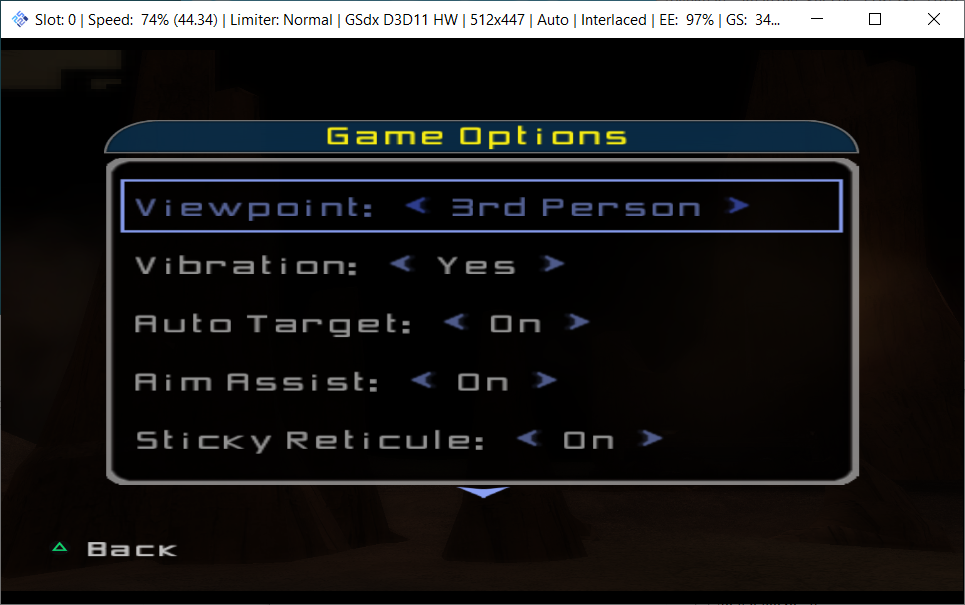 Slot: 0 | Speed: 74% (44.34) | Limiter: Normal | GSdx D3D11 HW | 512x447 | Auto | Interlaced | EE: 97% | GS: 34...
Game Options
Viewpoint: < 3rd Person >
Vibration: < Yes >
Auto Target: < On >
Aim Assist: < On >
Sticky Reticule: < On >
Back